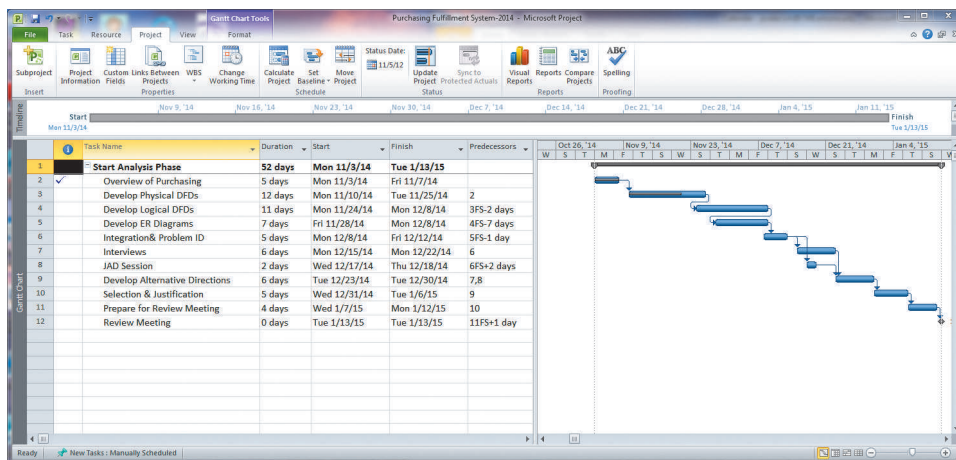 Gantt Chart Tools
Purchasing Fulfillment System-2014 - Microsoft Project
File Task Resource Project View Format
Subproject
Project Information
Custom Fields
Links Between Projects
WBS
Change Working Time
Calculate Project
Set Baseline
Move Project
Status Date:
11/5/12
Update Project
Sync to Protected Actuals
Visual Reports
Reports
Compare Projects
ABC
Spelling
Insert Properties Schedule Status Reports Proofing
Timeline
Nov 9, '14 Nov 16, '14 Nov 23, '14 Nov 30, '14 Dec 7, '14 Dec 14, '14 Dec 21, '14 Dec 28, '14 Jan 4, '15 Jan 11, '15
Start
Mon 11/3/14
Finish
Tue 1/13/15
Task Name Duration Start Finish Predecessors
Oct 26, '14 Nov 9, '14 Nov 23, '14 Dec 7, '14 Dec 21, '14 Jan 4, '15
W S T M F T S W S T M F T S W S T M F T S
1 Start Analysis Phase 52 days Mon 11/3/14 Tue 1/13/15
2 Overview of Purchasing 5 days Mon 11/3/14 Fri 11/7/14
3 Develop Physical DFDs 12 days Mon 11/10/14 Tue 11/25/14 2
4 Develop Logical DFDs 11 days Mon 11/24/14 Mon 12/8/14 3FS-2 days
5 Develop ER Diagrams 7 days Fri 11/28/14 Mon 12/8/14 4FS-7 days
6 Integration& Problem ID 5 days Mon 12/8/14 Fri 12/12/14 5FS-1 day
7 Interviews 6 days Mon 12/15/14 Mon 12/22/14 6
8 JAD Session 2 days Wed 12/17/14 Thu 12/18/14 6FS+2 days
9 Develop Alternative Directions 6 days Tue 12/23/14 Tue 12/30/14 7,8
10 Selection & Justification 5 days Wed 12/31/14 Tue 1/6/15 9
11 Prepare for Review Meeting 4 days Wed 1/7/15 Mon 1/12/15 10
12 Review Meeting 0 days Tue 1/13/15 Tue 1/13/15 11FS+1 day
Gantt Chart
Ready New Tasks : Manually Scheduled